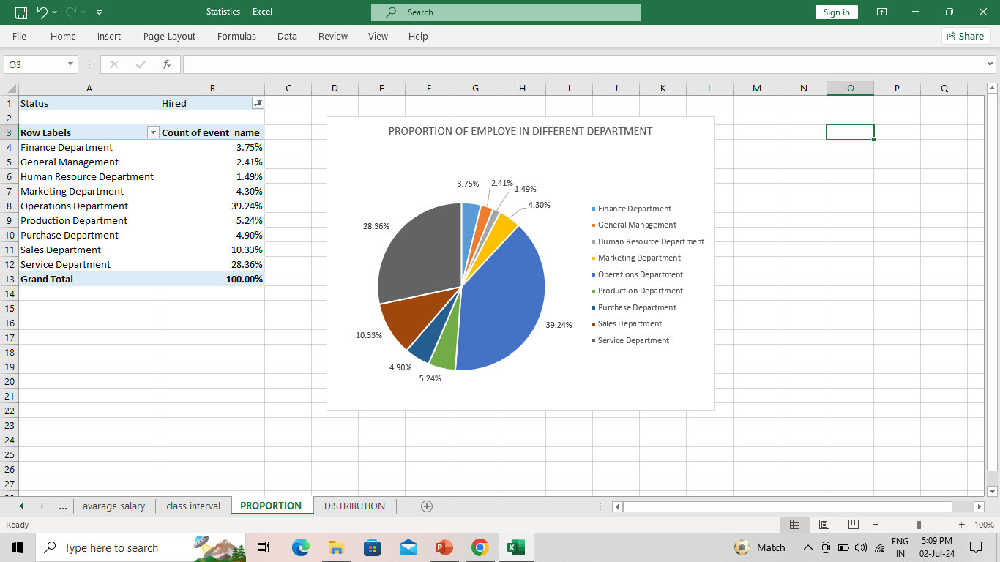 Statistics - Excel
Search
Sign in
File Home Insert Page Layout Formulas Data Review View Help
Share
O3
fx
A B C D E F G H I J K L M N O P Q
1 Status Hired
2
3 Row Labels Count of event_name
4 Finance Department 3.75%
5 General Management 2.41%
6 Human Resource Department 1.49%
7 Marketing Department 4.30%
8 Operations Department 39.24%
9 Production Department 5.24%
10 Purchase Department 4.90%
11 Sales Department 10.33%
12 Service Department 28.36%
13 Grand Total 100.00%
14
15
16
17
18
19
20
21
22
23
24
25
26
27
PROPORTION OF EMPLOYE IN DIFFERENT DEPARTMENT
3.75%
2.41%
1.49%
4.30%
28.36%
39.24%
10.33%
4.90%
5.24%
Finance Department
General Management
Human Resource Department
Marketing Department
Operations Department
Production Department
Purchase Department
Sales Department
Service Department
... avarage salary class interval PROPORTION DISTRIBUTION
Ready
100%
Type here to search
Match
ENG
IN
5:09 PM
02-Jul-24